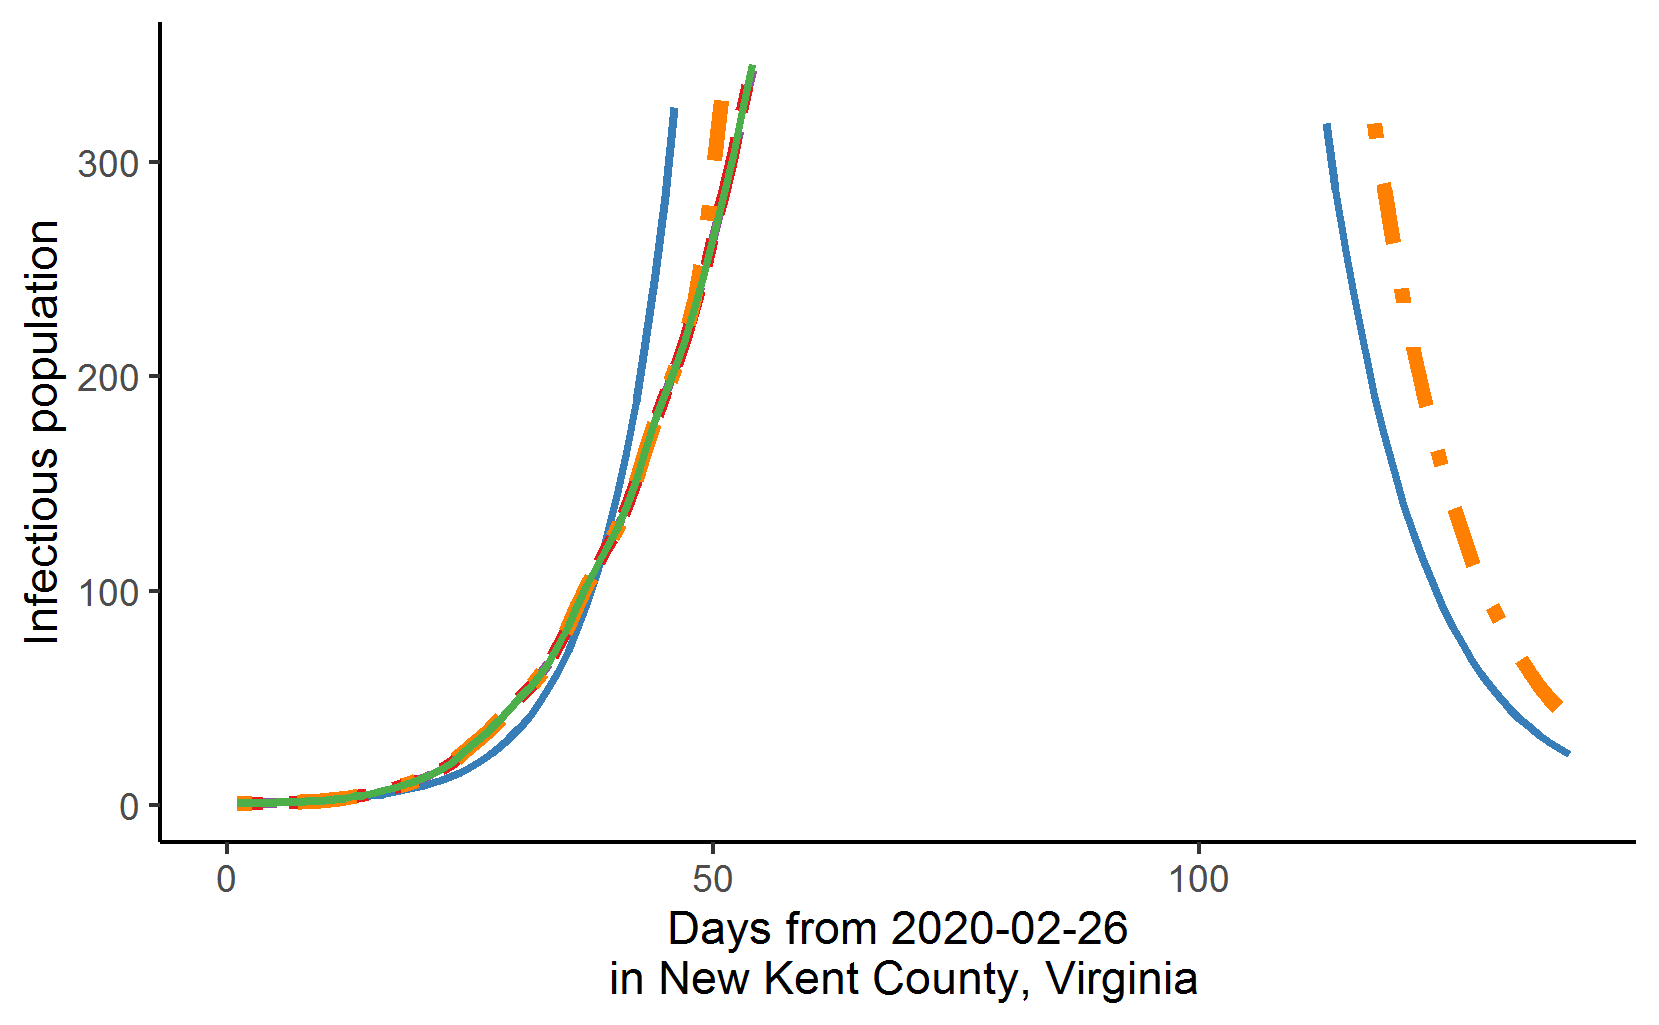 Infectious population
300
200
100
0
0 50 100
Days from 2020-02-26
in New Kent County, Virginia